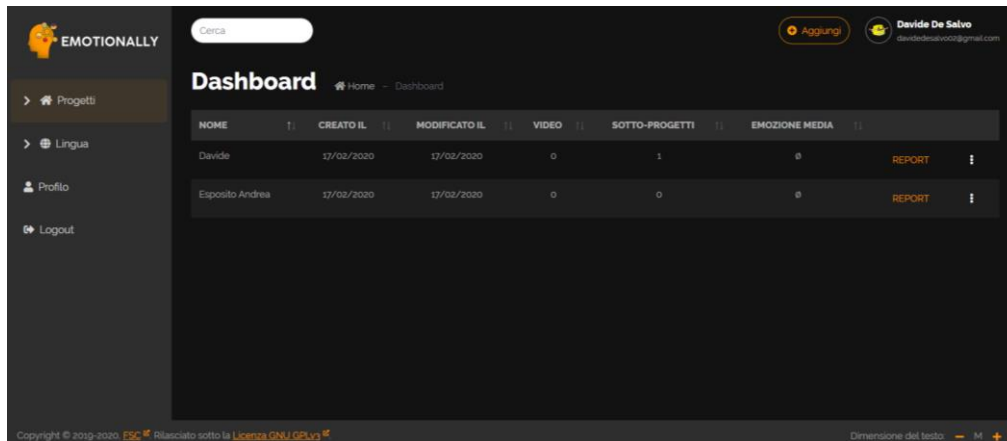 EMOTIONALLY
Cerca
Aggiungi
Davide De Salvo
davidedesalvo02@gmail.com
Dashboard
Home - Dashboard
Progetti
Lingua
Profilo
Logout
NOME CREATO IL MODIFICATO IL VIDEO SOTTO-PROGETTI EMOZIONE MEDIA
Davide 17/02/2020 17/02/2020 0 1 Ø REPORT
Esposito Andrea 17/02/2020 17/02/2020 0 0 Ø REPORT
Copyright © 2019-2020. FSC. Rilasciato sotto la Licenza GNU GPLv3
Dimensione del testo: − M +